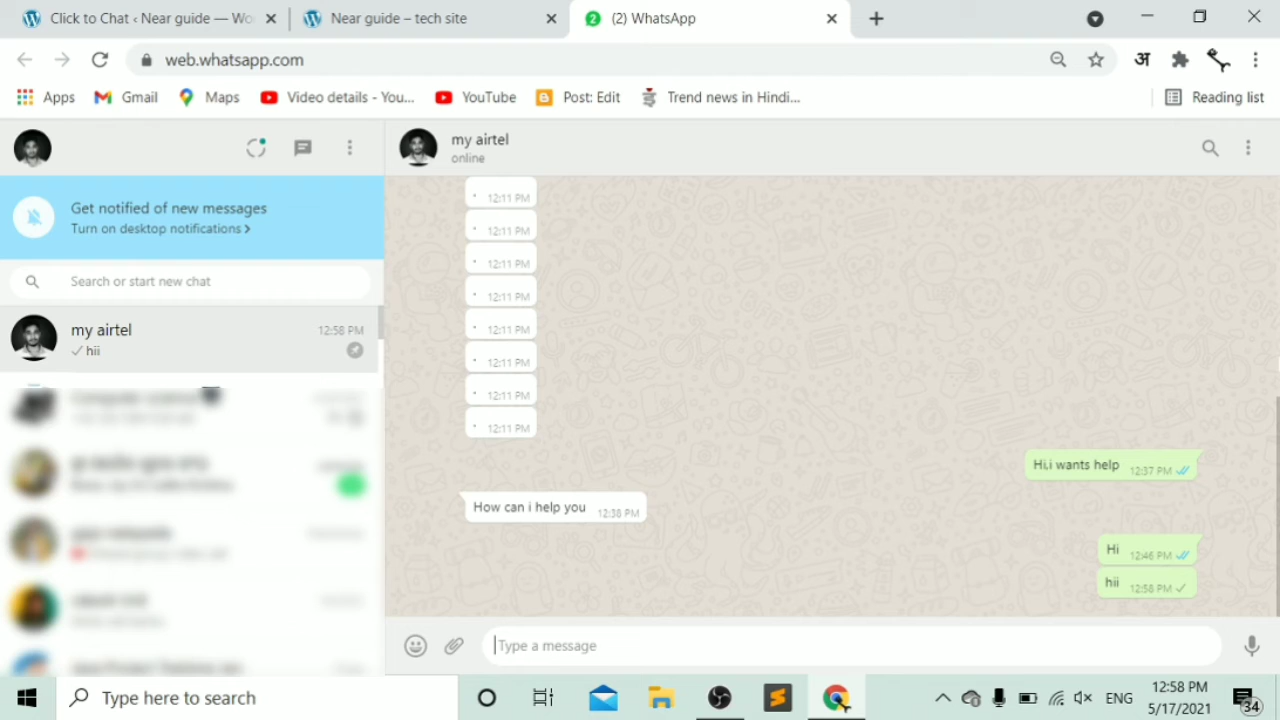 Click to Chat ‹ Near guide — Wo
Near guide – tech site
(2) WhatsApp
web.whatsapp.com
अ
Apps
Gmail
Maps
Video details - You...
YouTube
Post: Edit
Trend news in Hindi...
Reading list
my airtel
online
Get notified of new messages
Turn on desktop notifications >
Search or start new chat
my airtel
12:58 PM
hii
12:11 PM
12:11 PM
12:11 PM
12:11 PM
12:11 PM
12:11 PM
12:11 PM
12:11 PM
Hi,i wants help 12:37 PM
How can i help you 12:38 PM
Hi 12:46 PM
hii 12:58 PM
Type a message
Type here to search
ENG
12:58 PM
5/17/2021
34